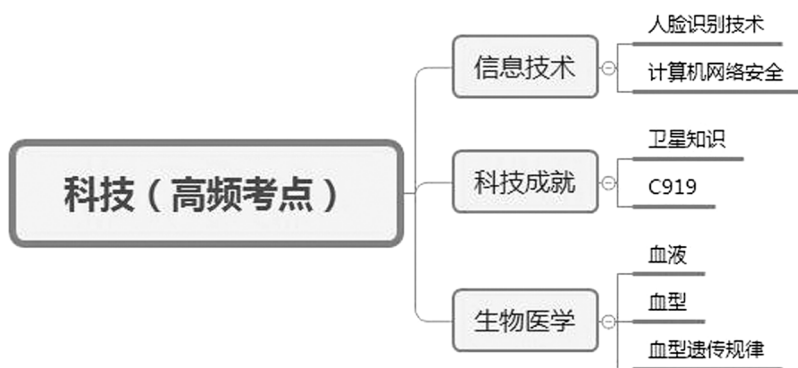 科技（高频考点）
信息技术
人脸识别技术
计算机网络安全
科技成就
卫星知识
C919
生物医学
血液
血型
血型遗传规律